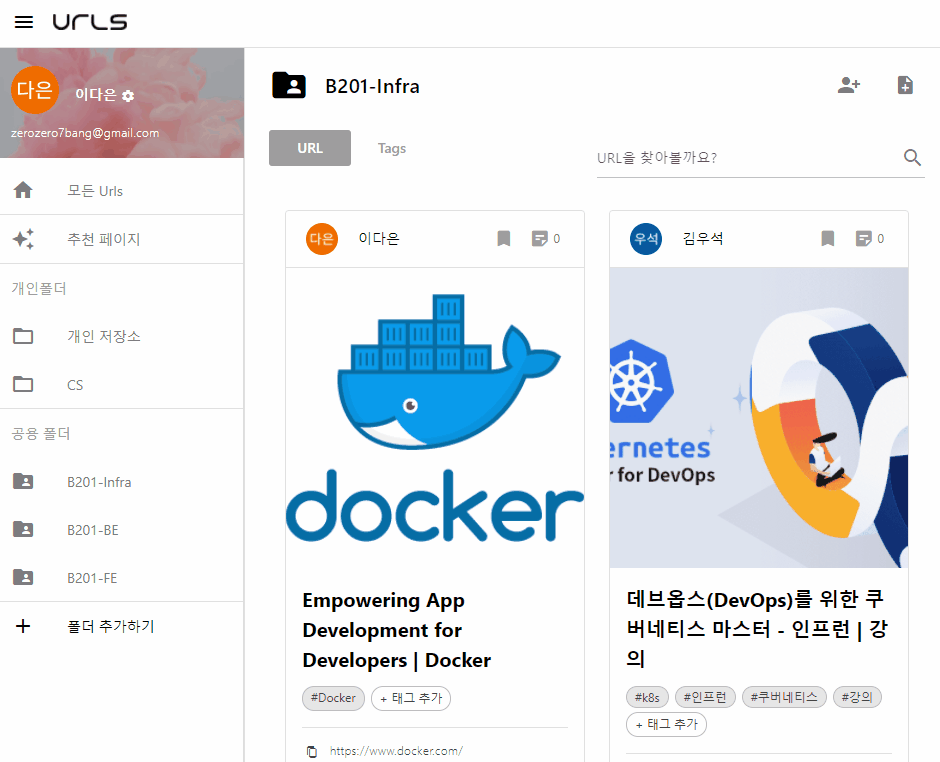 urls
다은
이다은
zerozero7bang@gmail.com
모든 Urls
추천 페이지
개인폴더
개인 저장소
CS
공용 폴더
B201-Infra
B201-BE
B201-FE
폴더 추가하기
B201-Infra
URL
Tags
URL을 찾아볼까요?
다은
이다은
0
docker
Empowering App
Development for
Developers | Docker
#Docker
+ 태그 추가
https://www.docker.com/
우석
김우석
0
ernetes
r for DevOps
데브옵스(DevOps)를 위한 쿠
버네티스 마스터 - 인프런 | 강
의
#k8s #인프런 #쿠버네티스 #강의
+ 태그 추가